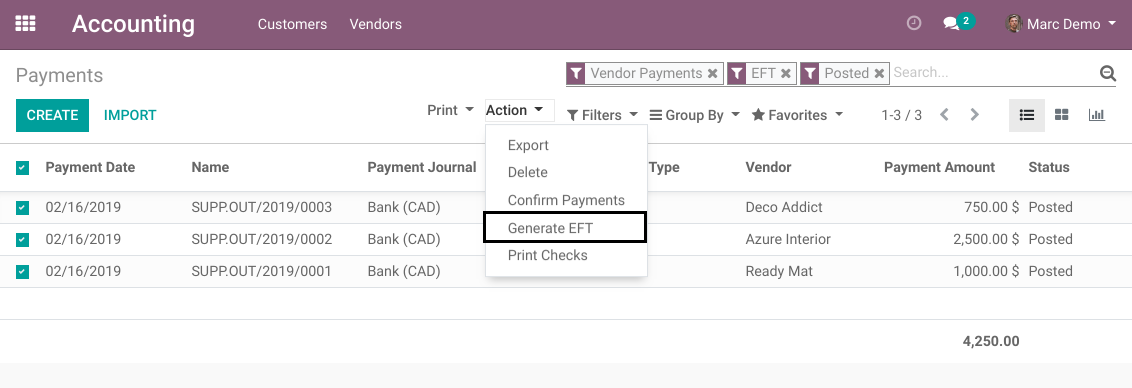 Accounting Customers Vendors 2 Marc Demo
Payments Vendor Payments EFT Posted Search...
CREATE IMPORT Print Action Filters Group By Favorites 1-3 / 3
Export
Delete
Confirm Payments
Generate EFT
Print Checks
Payment Date Name Payment Journal Type Vendor Payment Amount Status
02/16/2019 SUPP.OUT/2019/0003 Bank (CAD) Deco Addict 750.00 $ Posted
02/16/2019 SUPP.OUT/2019/0002 Bank (CAD) Azure Interior 2,500.00 $ Posted
02/16/2019 SUPP.OUT/2019/0001 Bank (CAD) Ready Mat 1,000.00 $ Posted
4,250.00